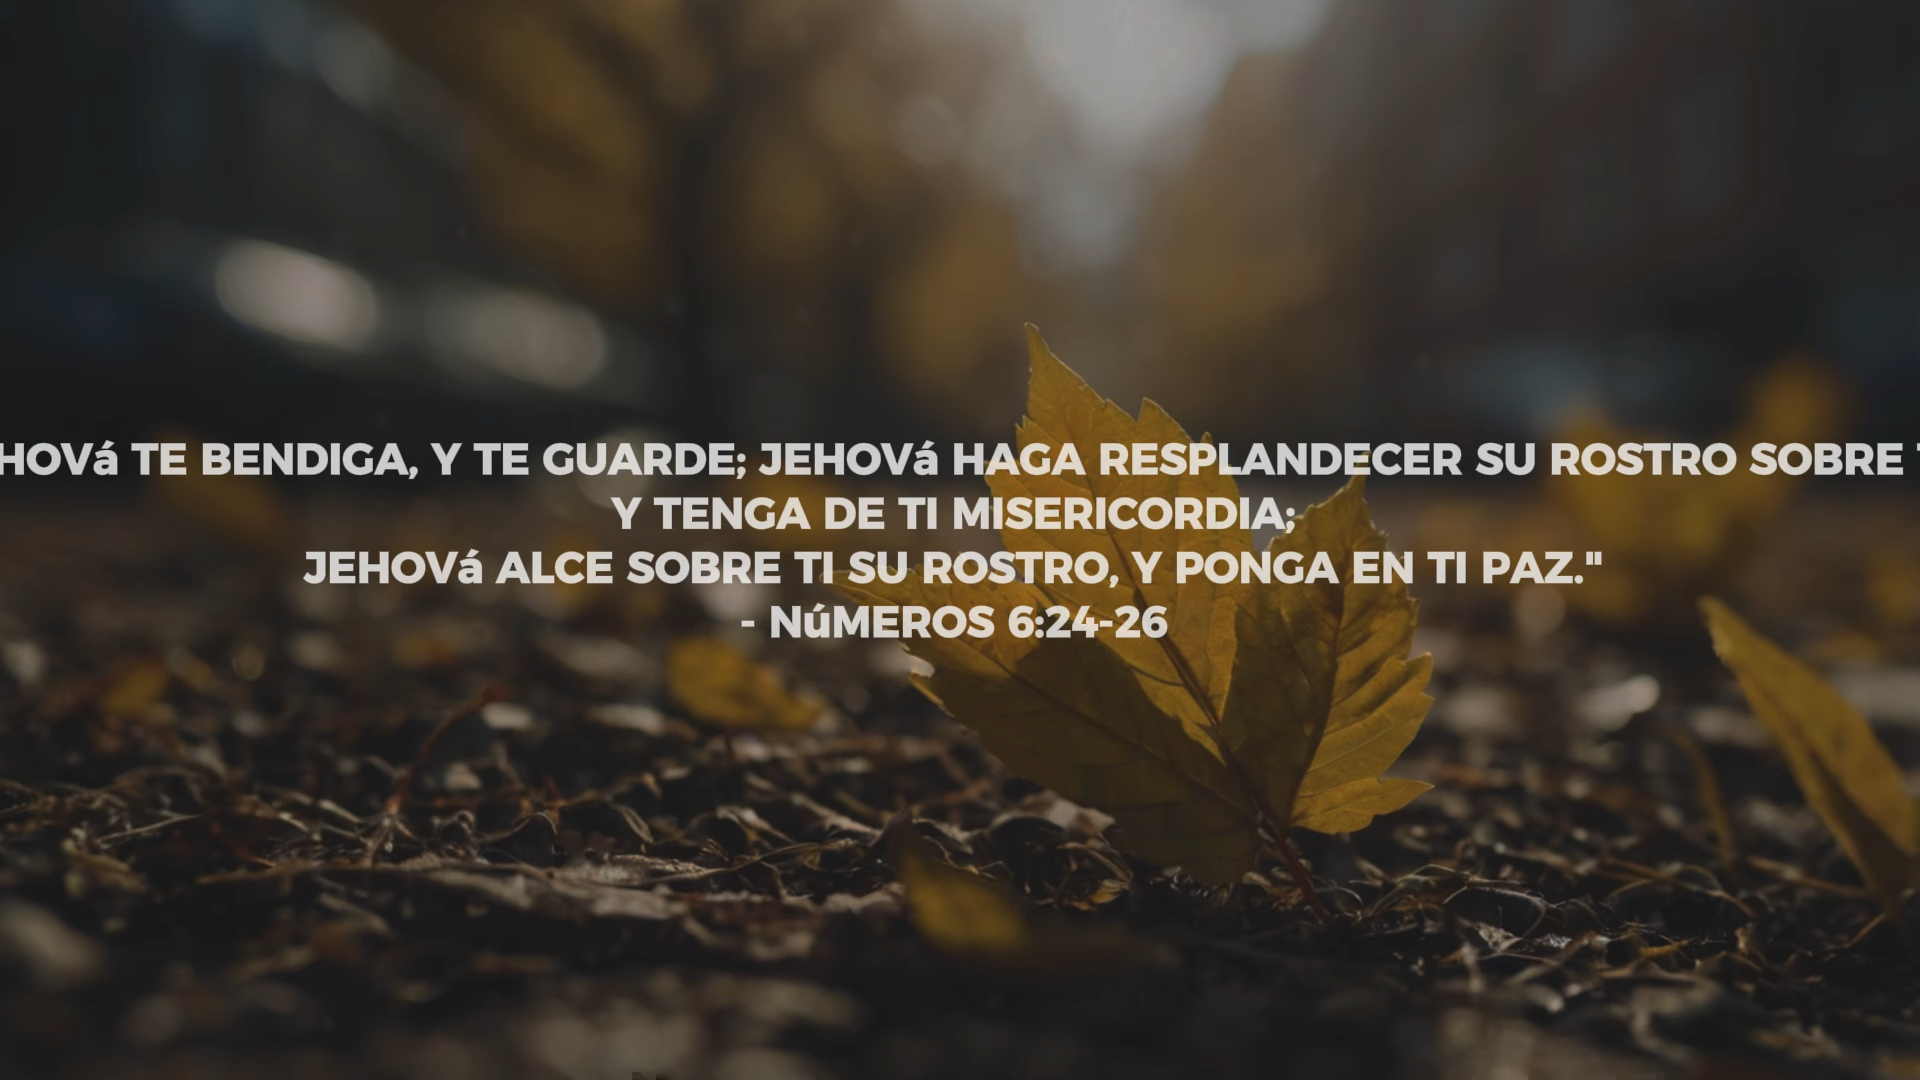 HOVá TE BENDIGA, Y TE GUARDE; JEHOVá HAGA RESPLANDECER SU ROSTRO SOBRE
Y TENGA DE TI MISERICORDIA;
JEHOVá ALCE SOBRE TI SU ROSTRO, Y PONGA EN TI PAZ."
- NúMEROS 6:24-26